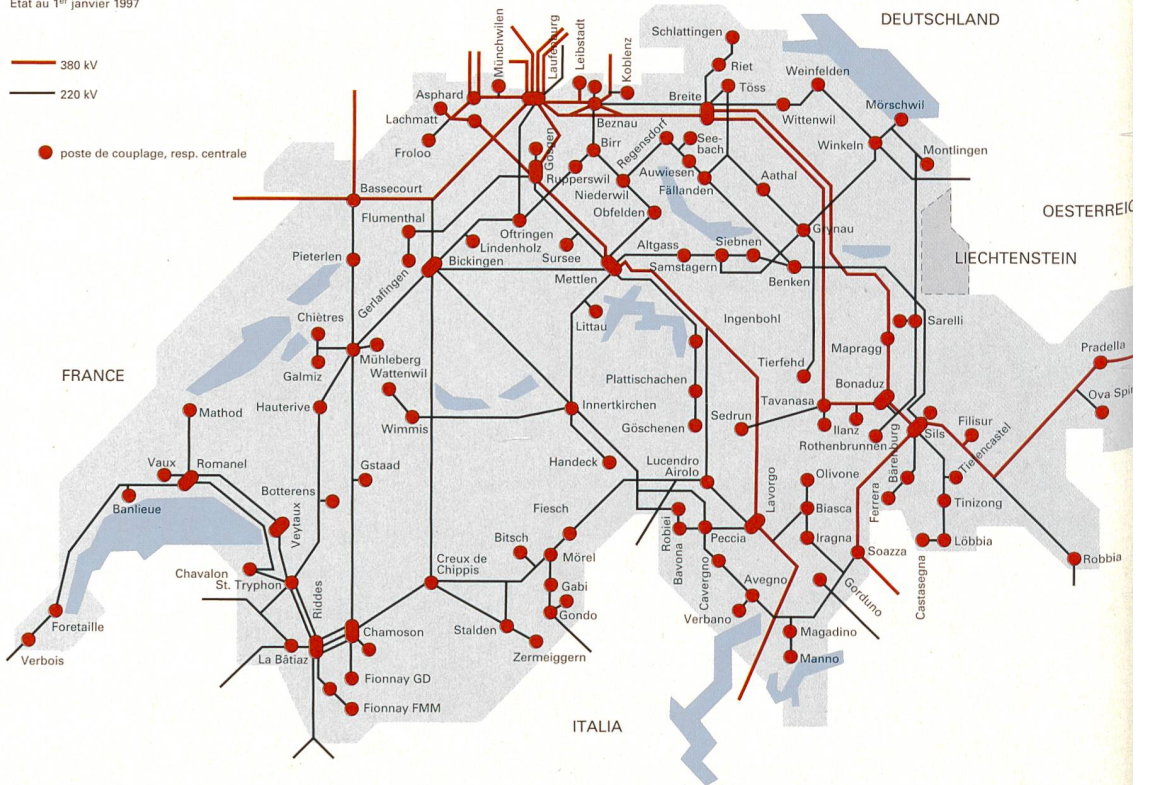 Etat au 1er janvier 1997
380 kV
220 kV
poste de couplage, resp. centrale
DEUTSCHLAND
OESTERREIC
LIECHTENSTEIN
FRANCE
ITALIA
Münchwilen
Laufenburg
Leibstadt
Koblenz
Schlattingen
Riet
Töss
Weinfelden
Asphard
Breite
Wittenwil
Mörschwil
Lachmatt
Beznau
Froloo
Gösgen
Birr
Regensdorf
See-
bach
Winkeln
Montlingen
Bassecourt
Rupperswil
Auwiesen
Niederwil
Fällanden
Aathal
Flumenthal
Obfelden
Oftringen
Lindenholz
Sursee
Altgass
Siebnen
Grynau
Pieterlen
Gerlafingen
Bickingen
Mettlen
Samstagern
Benken
Chiètres
Littau
Ingenbohl
Sarelli
Galmiz
Mühleberg
Wattenwil
Mapragg
Pradella
Plattischachen
Tierfehd
Bonaduz
Ova Spin
Mathod
Hauterive
Wimmis
Innertkirchen
Göschenen
Sedrun
Tavanasa
Ilanz
Rothenbrunnen
Sils
Filisur
Vaux
Romanel
Gstaad
Handeck
Lucendro
Airolo
Lavorgo
Olivone
Bärenburg
Tiefencastel
Banlieue
Botterens
Veytaux
Fiesch
Biasca
Ferrera
Tinizong
Bitsch
Robiei
Peccia
Iragna
Löbbia
Chavalon
St. Tryphon
Creux de
Chippis
Mörel
Bavona
Cavergno
Soazza
Castasegna
Robbia
Riddes
Gabi
Avegno
Gorduno
Foretaille
Gondo
Verbano
Verbois
La Bâtiaz
Chamoson
Stalden
Zermeiggern
Magadino
Manno
Fionnay GD
Fionnay FMM